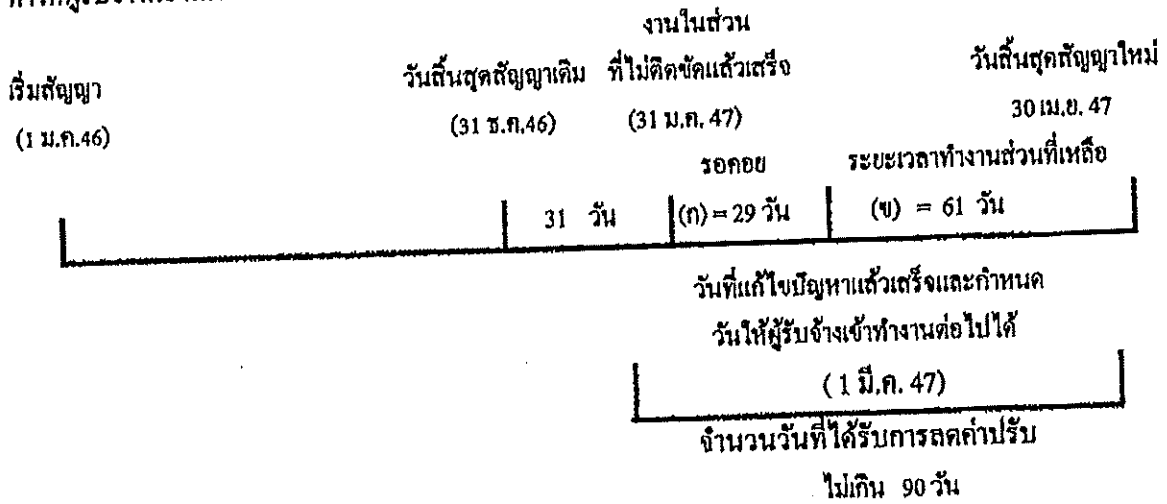 งานในส่วน
เริ่มสัญญา วันสิ้นสุดสัญญาเดิม ที่ไม่ติดขัดแล้วเสร็จ วันสิ้นสุดสัญญาใหม่
(1 ม.ค.46) (31 ธ.ค.46) (31 ม.ค. 47) 30 เม.ย. 47
รอคอย ระยะเวลาทำงานส่วนที่เหลือ
31 วัน (ก) = 29 วัน (ข) = 61 วัน
วันที่แก้ไขปัญหาแล้วเสร็จและกำหนด
วันให้ผู้รับจ้างเข้าทำงานต่อไปได้
( 1 มี.ค. 47)
จำนวนวันที่ได้รับการลดค่าปรับ
ไม่เกิน 90 วัน